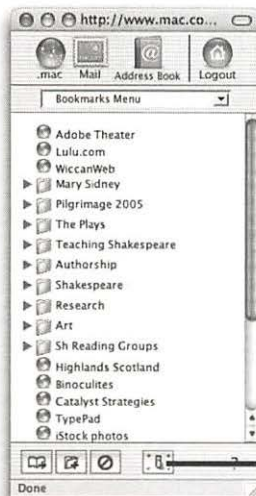 http://www.mac.co...
.mac Mail Address Book Logout
Bookmarks Menu
Adobe Theater
Lulu.com
WiccanWeb
Mary Sidney
Pilgrimage 2005
The Plays
Teaching Shakespeare
Authorship
Shakespeare
Research
Art
Sh Reading Groups
Highlands Scotland
Binoculites
Catalyst Strategies
TypePad
iStock photos
?
Done